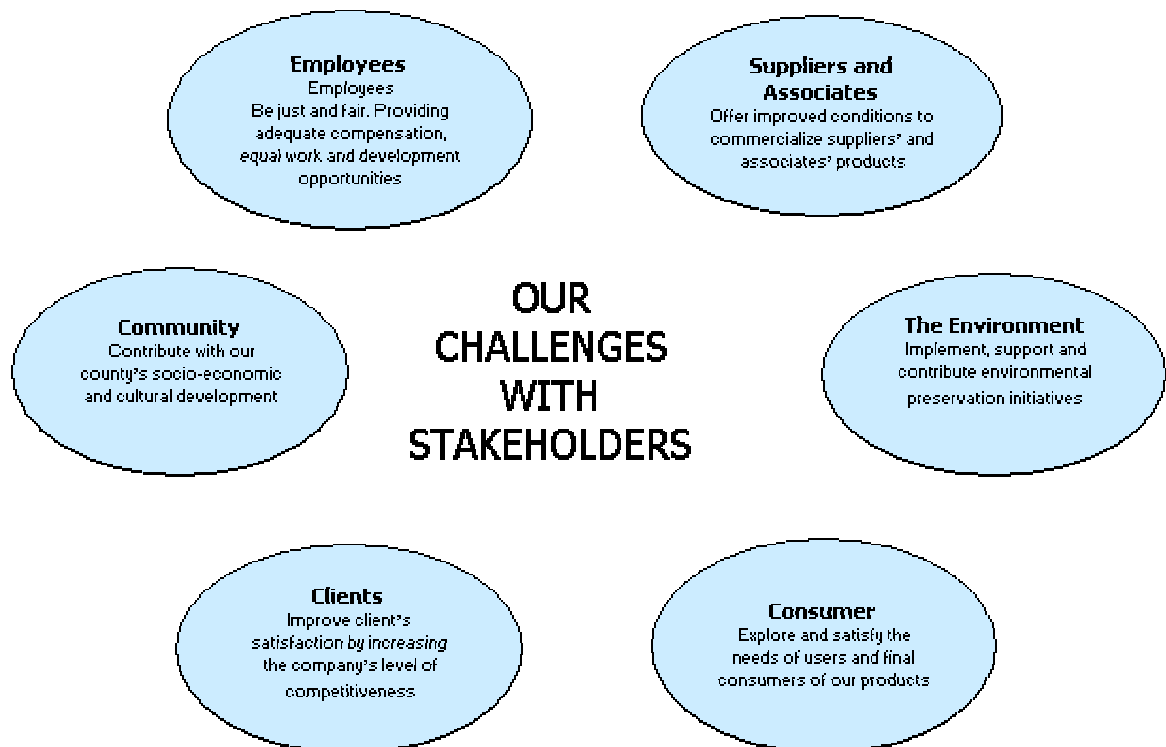 Employees
Employees
Be just and fair. Providing
adequate compensation,
equal work and development
opportunities
Suppliers and
Associates
Offer improved conditions to
commercialize suppliers' and
associates' products
Community
Contribute with our
county's socio-economic
and cultural development
OUR
CHALLENGES
WITH
STAKEHOLDERS
The Environment
Implement, support and
contribute environmental
preservation initiatives
Clients
Improve client's
satisfaction by increasing
the company's level of
competitiveness
Consumer
Explore and satisfy the
needs of users and final
consumers of our products